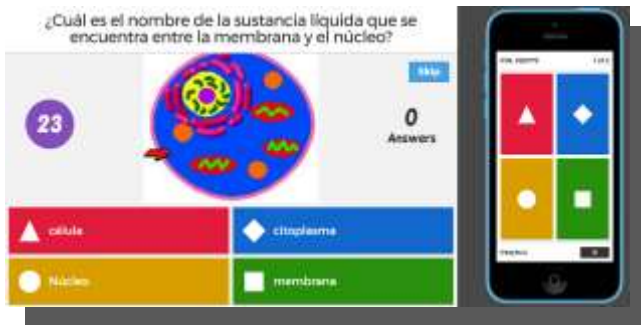 ¿Cuál es el nombre de la sustancia líquida que se
encuentra entre la membrana y el núcleo?
Skip
23
0
Answers
célula
citoplasma
Núcleo
membrana